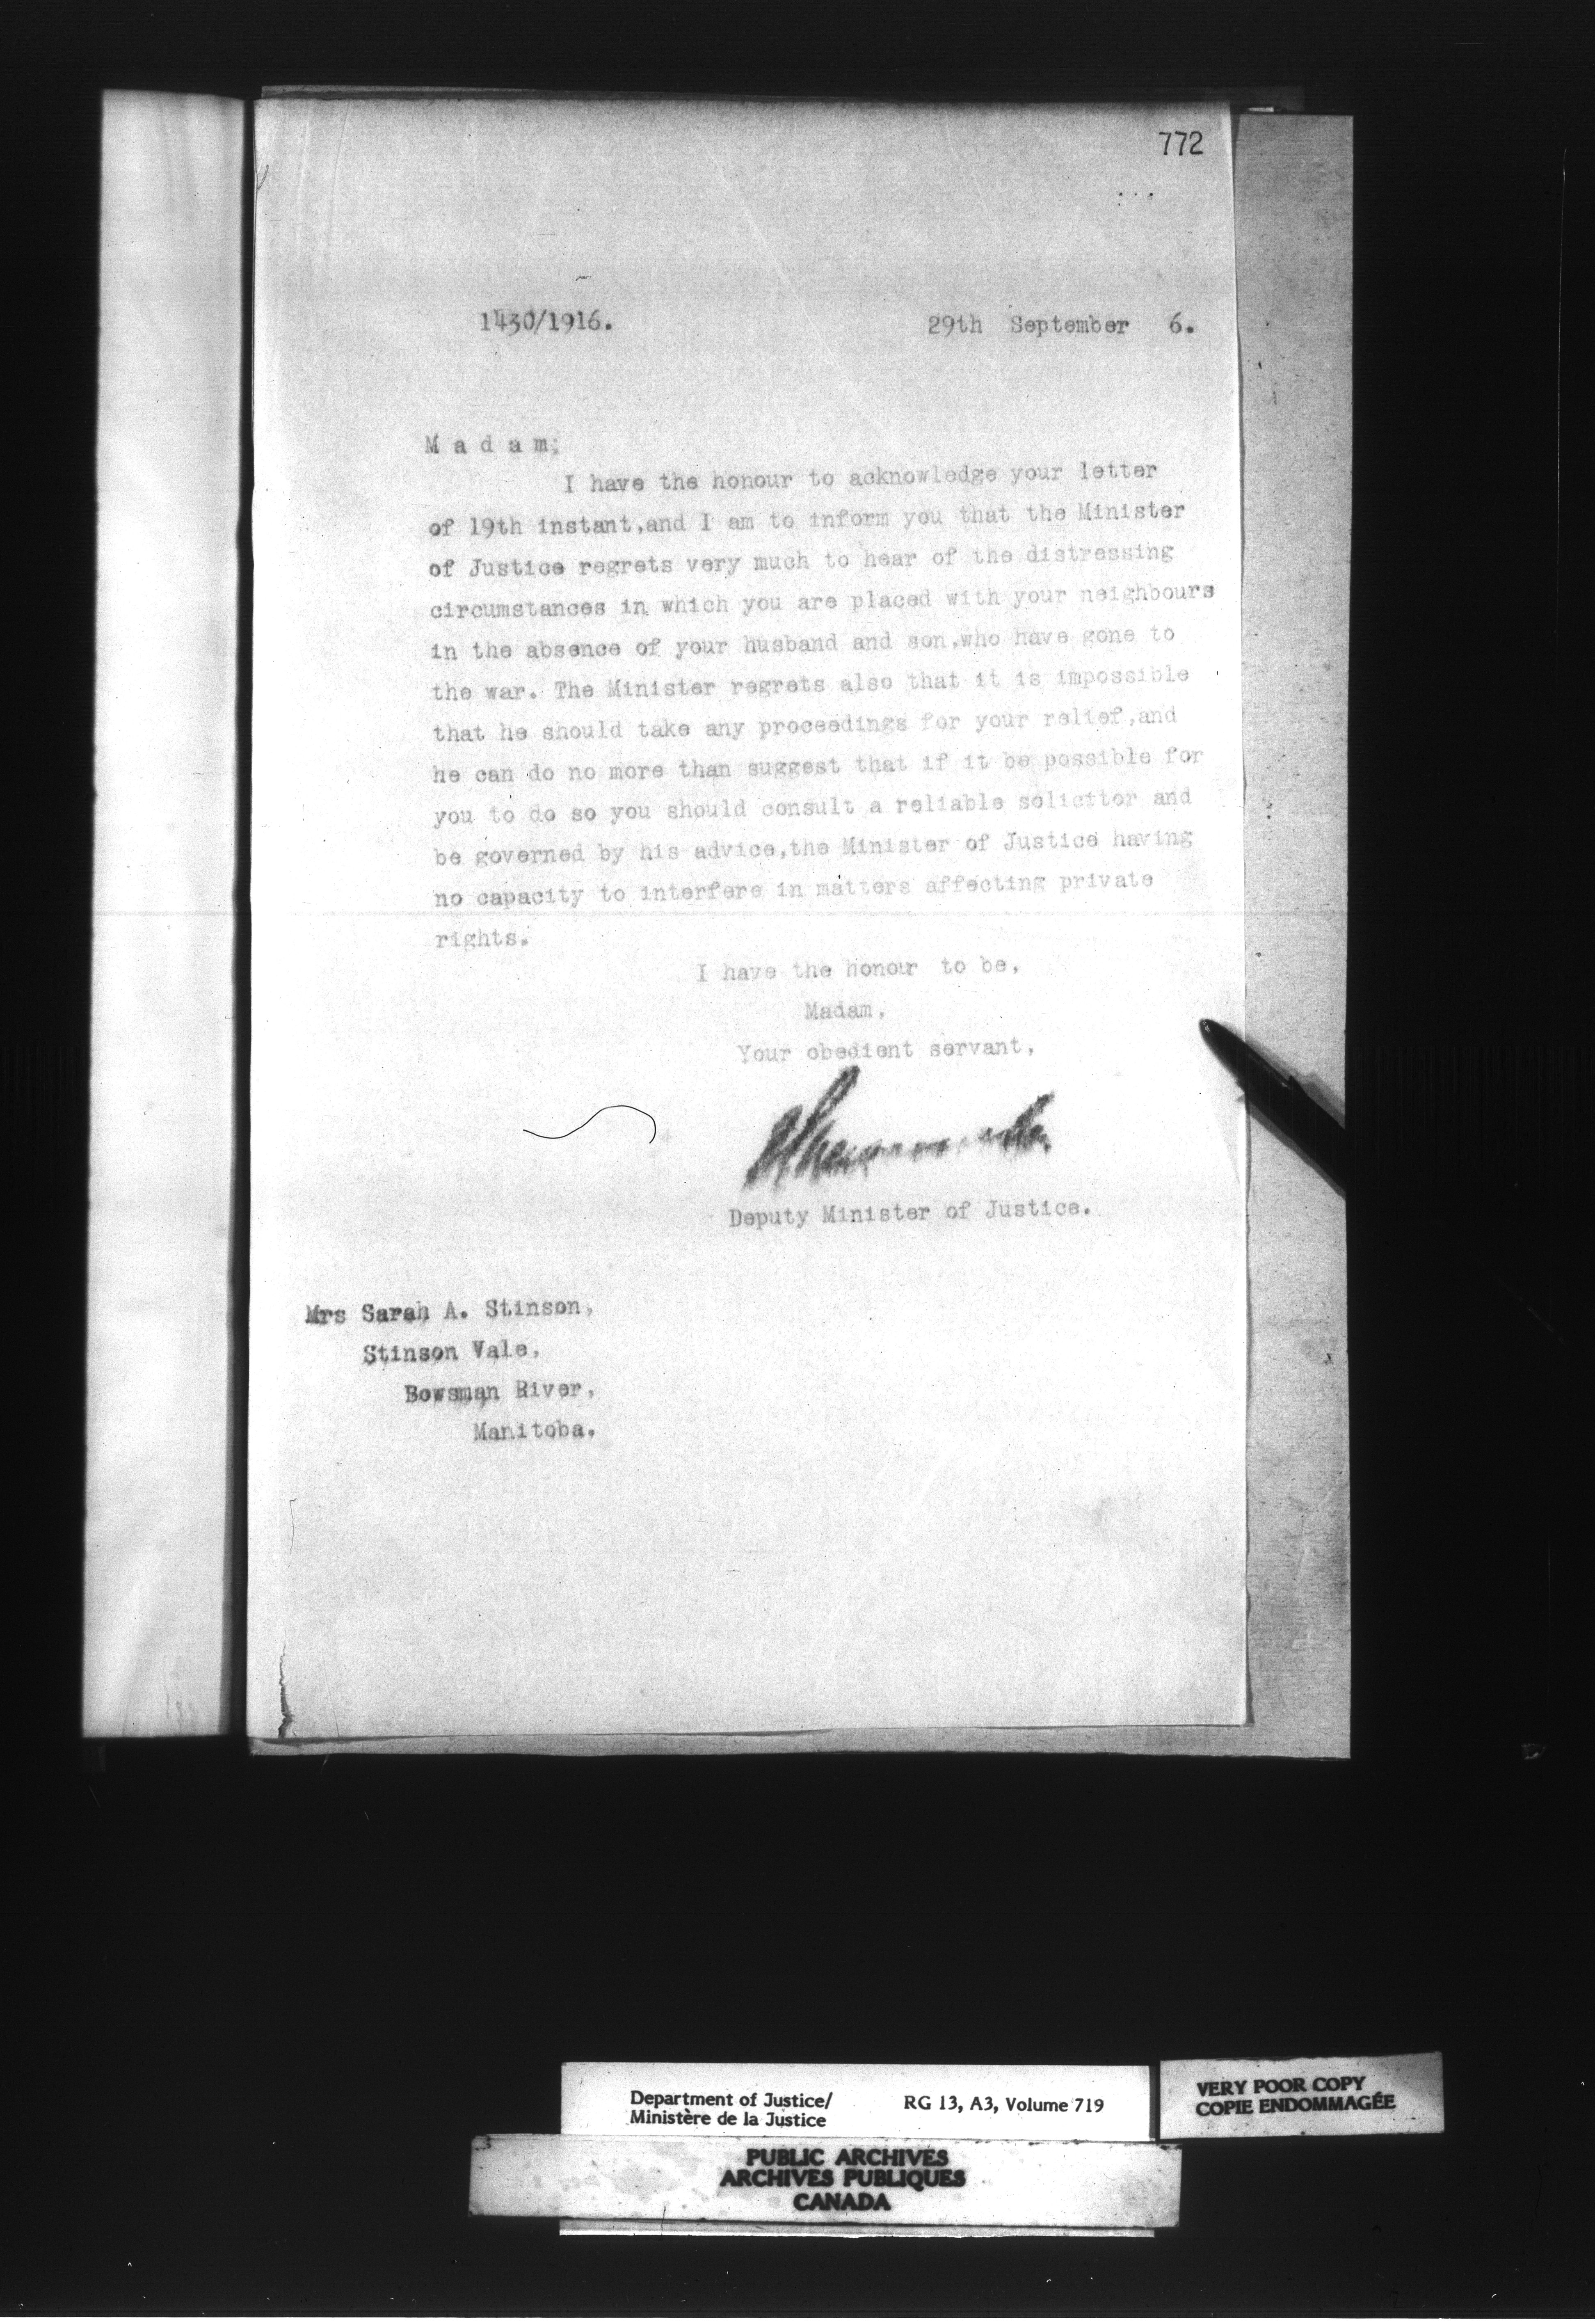 772
1430/1916. 29th September 6.
M a d a m;
I have the honour to acknowledge your letter
of 19th instant,and I am to inform you that the Minister
of Justice regrets very much to hear of the distressing
circumstances in which you are placed with your neighbours
in the absence of your husband and son,who have gone to
the war. The Minister regrets also that it is impossible
that he should take any proceedings for your relief,and
he can do no more than suggest that if it be possible for
you to do so you should consult a reliable solicitor and
be governed by his advice,the Minister of Justice having
no capacity to interfere in matters affecting private
rights.
I have the honour to be,
Madam,
Your obedient servant,
Deputy Minister of Justice.
Mrs Sarah A. Stinson,
Stinson Vale,
Bowsman River,
Manitoba.
Department of Justice/ RG 13, A3, Volume 719
Ministère de la Justice
VERY POOR COPY
COPIE ENDOMMAGÉE
PUBLIC ARCHIVES
ARCHIVES PUBLIQUES
CANADA